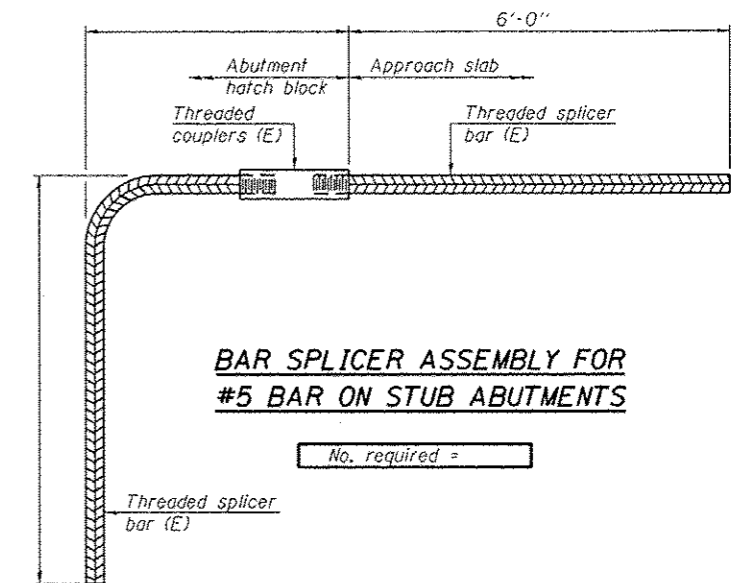 6'-0"
Abutment
hatch block
Approach slab
Threaded
couplers (E)
Threaded splicer
bar (E)
BAR SPLICER ASSEMBLY FOR
#5 BAR ON STUB ABUTMENTS
No. required =
Threaded splicer
bar (E)